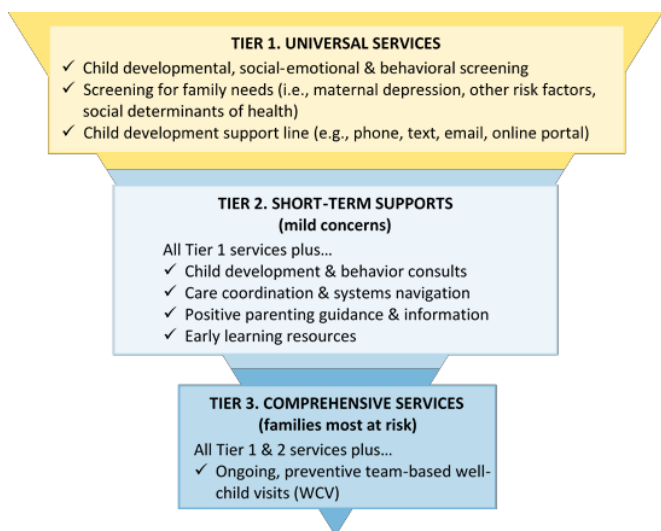 TIER 1. UNIVERSAL SERVICES
✓ Child developmental, social-emotional & behavioral screening
✓ Screening for family needs (i.e., maternal depression, other risk factors,
social determinants of health)
✓ Child development support line (e.g., phone, text, email, online portal)
TIER 2. SHORT-TERM SUPPORTS
(mild concerns)
All Tier 1 services plus…
✓ Child development & behavior consults
✓ Care coordination & systems navigation
✓ Positive parenting guidance & information
✓ Early learning resources
TIER 3. COMPREHENSIVE SERVICES
(families most at risk)
All Tier 1 & 2 services plus…
✓ Ongoing, preventive team-based well-
child visits (WCV)